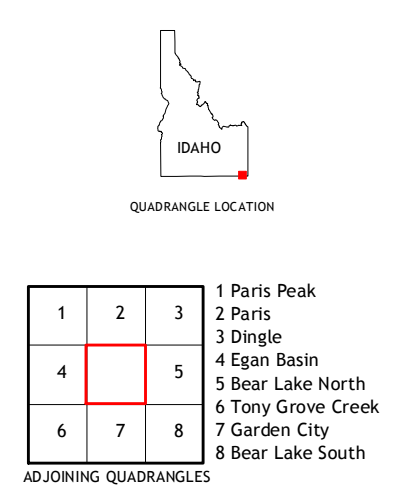 IDAHO
QUADRANGLE LOCATION
1 2 3
4 5
6 7 8
1 Paris Peak
2 Paris
3 Dingle
4 Egan Basin
5 Bear Lake North
6 Tony Grove Creek
7 Garden City
8 Bear Lake South
ADJOINING QUADRANGLES